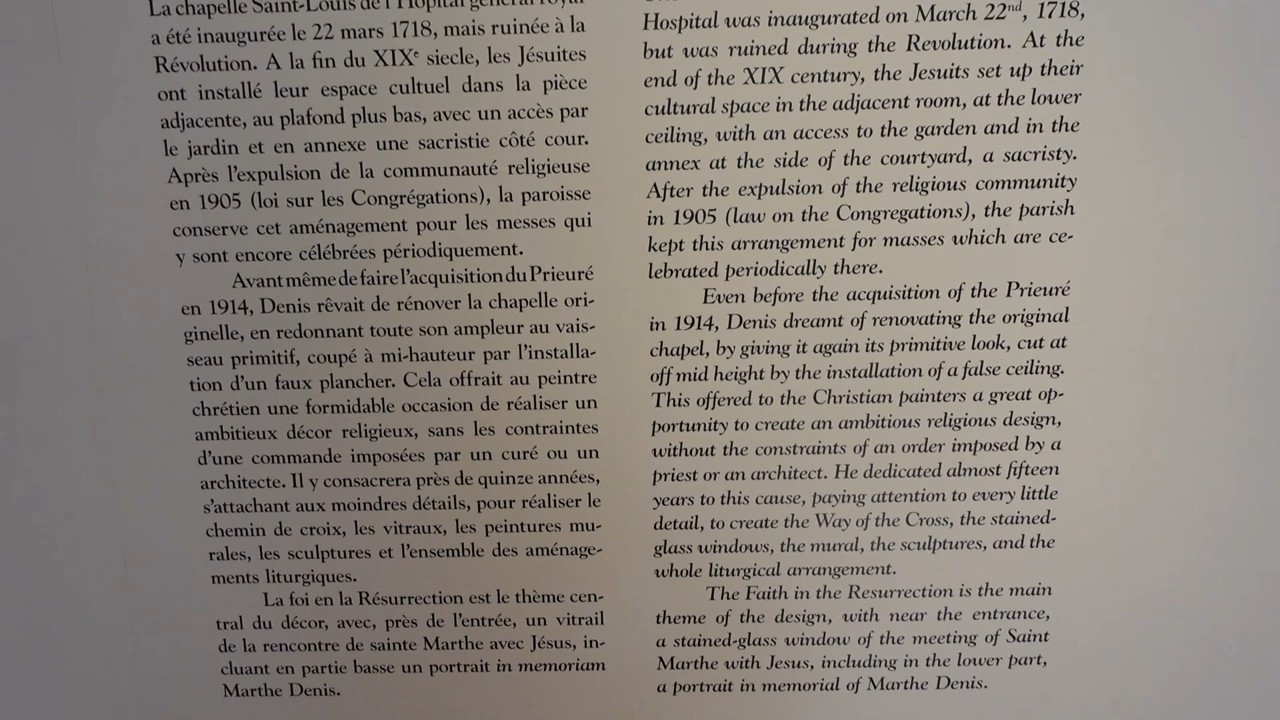 La chapelle Saint-Louis de l'Hôpital général royal
a été inaugurée le 22 mars 1718, mais ruinée à la
Révolution. A la fin du XIXe siecle, les Jésuites
ont installé leur espace cultuel dans la pièce
adjacente, au plafond plus bas, avec un accès par
le jardin et en annexe une sacristie côté cour.
Après l'expulsion de la communauté religieuse
en 1905 (loi sur les Congrégations), la paroisse
conserve cet aménagement pour les messes qui
y sont encore célébrées périodiquement.
Avant même de faire l'acquisition du Prieuré
en 1914, Denis rêvait de rénover la chapelle ori-
ginelle, en redonnant toute son ampleur au vais-
seau primitif, coupé à mi-hauteur par l'installa-
tion d'un faux plancher. Cela offrait au peintre
chrétien une formidable occasion de réaliser un
ambitieux décor religieux, sans les contraintes
d'une commande imposées par un curé ou un
architecte. Il y consacrera près de quinze années,
s'attachant aux moindres détails, pour réaliser le
chemin de croix, les vitraux, les peintures mu-
rales, les sculptures et l'ensemble des aménage-
ments liturgiques.
La foi en la Résurrection est le thème cen-
tral du décor, avec, près de l'entrée, un vitrail
de la rencontre de sainte Marthe avec Jésus, in-
cluant en partie basse un portrait in memoriam
Marthe Denis.
Hospital was inaugurated on March 22nd, 1718,
but was ruined during the Revolution. At the
end of the XIX century, the Jesuits set up their
cultural space in the adjacent room, at the lower
ceiling, with an access to the garden and in the
annex at the side of the courtyard, a sacristy.
After the expulsion of the religious community
in 1905 (law on the Congregations), the parish
kept this arrangement for masses which are ce-
lebrated periodically there.
Even before the acquisition of the Prieuré
in 1914, Denis dreamt of renovating the original
chapel, by giving it again its primitive look, cut at
off mid height by the installation of a false ceiling.
This offered to the Christian painters a great op-
portunity to create an ambitious religious design,
without the constraints of an order imposed by a
priest or an architect. He dedicated almost fifteen
years to this cause, paying attention to every little
detail, to create the Way of the Cross, the stained-
glass windows, the mural, the sculptures, and the
whole liturgical arrangement.
The Faith in the Resurrection is the main
theme of the design, with near the entrance,
a stained-glass window of the meeting of Saint
Marthe with Jesus, including in the lower part,
a portrait in memorial of Marthe Denis.